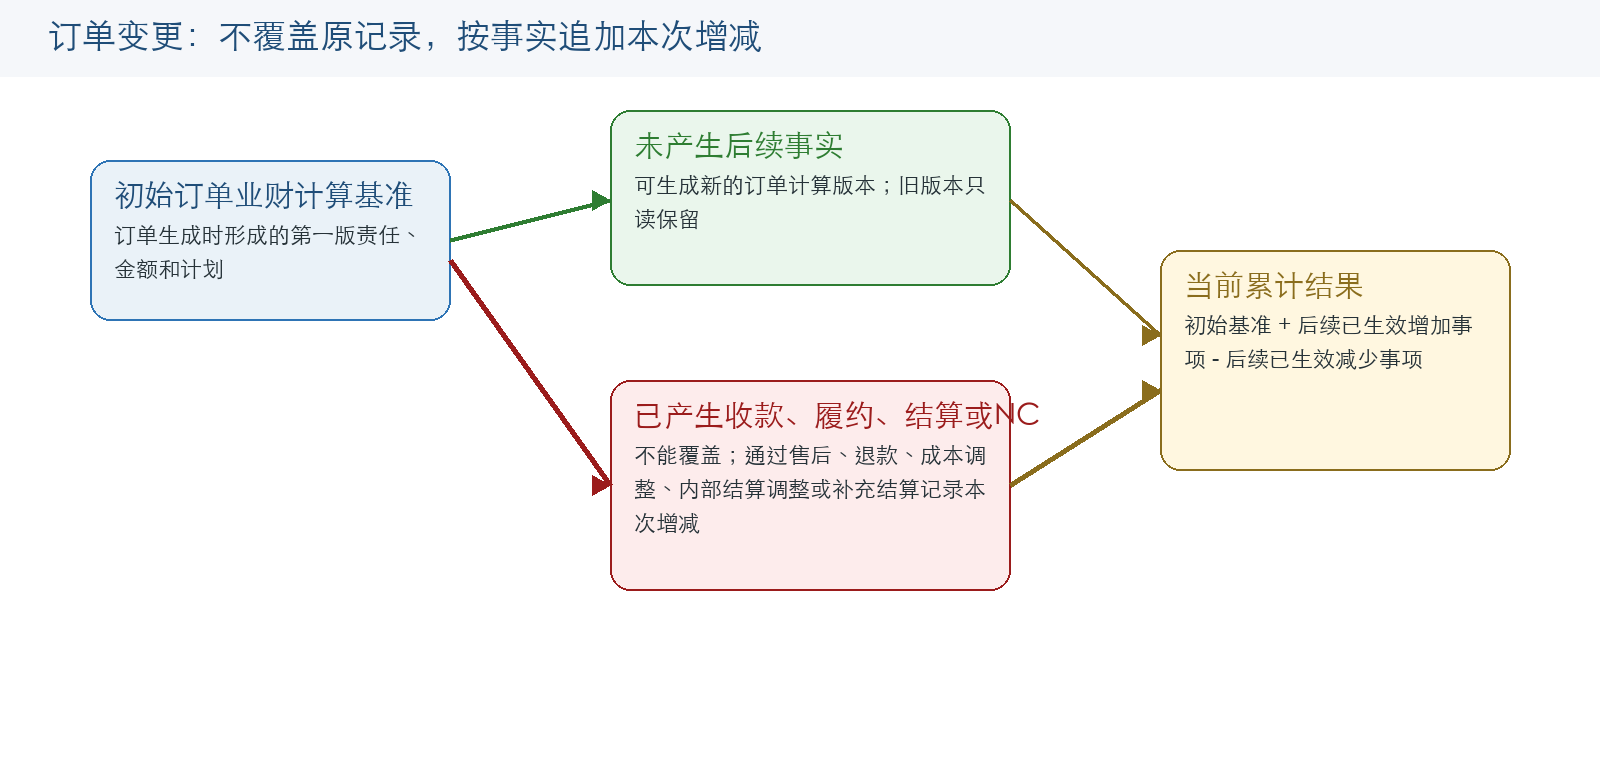 订单变更：不覆盖原记录，按事实追加本次增减
初始订单业财计算基准
订单生成时形成的第一版责任、
金额和计划
未产生后续事实
可生成新的订单计算版本；旧版本只
读保留
已产生收款、履约、结算或NC
不能覆盖；通过售后、退款、成本调
整、内部结算调整或补充结算记录本
次增减
当前累计结果
初始基准 + 后续已生效增加事
项 - 后续已生效减少事项